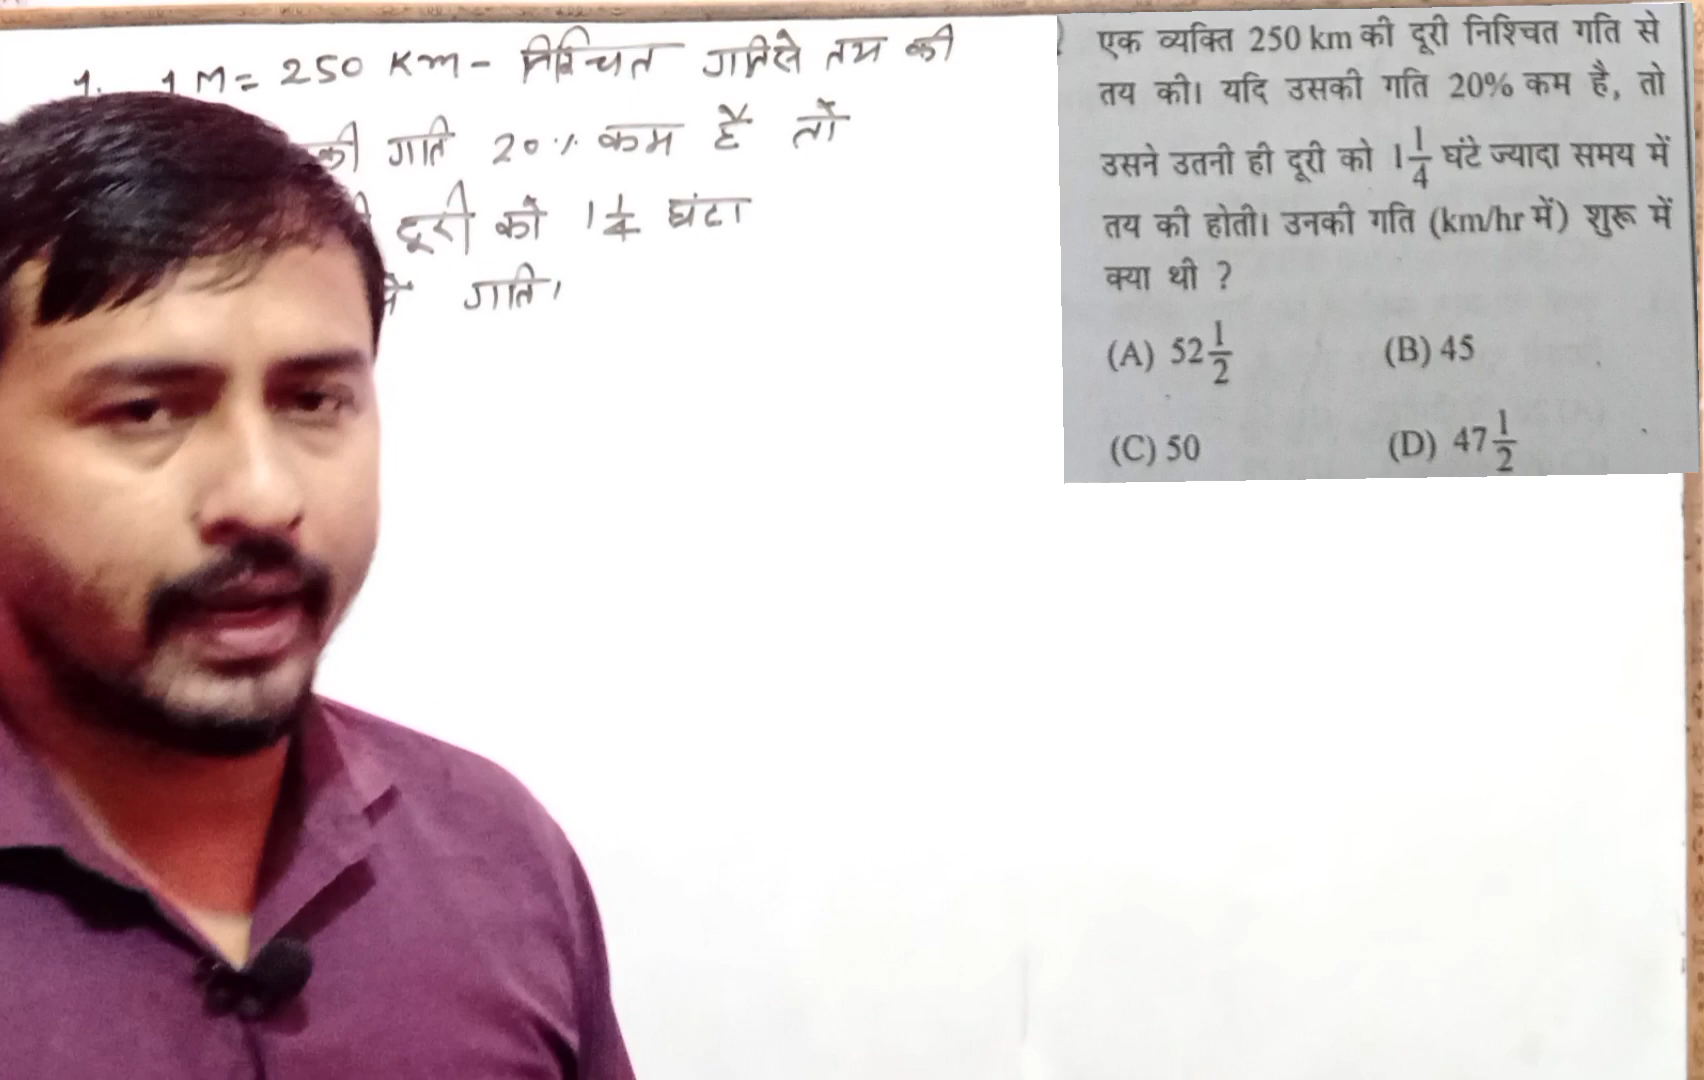 1. 1 M = 250 Km - निश्चित गति से तय की
की गति 20% कम है तो
दूरी को 1 1/4 घंटा
गति।
एक व्यक्ति 250 km की दूरी निश्चित गति से
तय की। यदि उसकी गति 20% कम है, तो
उसने उतनी ही दूरी को 1 1/4 घंटे ज्यादा समय में
तय की होती। उनकी गति (km/hr में) शुरू में
क्या थी ?
(A) 52 1/2 (B) 45
(C) 50 (D) 47 1/2